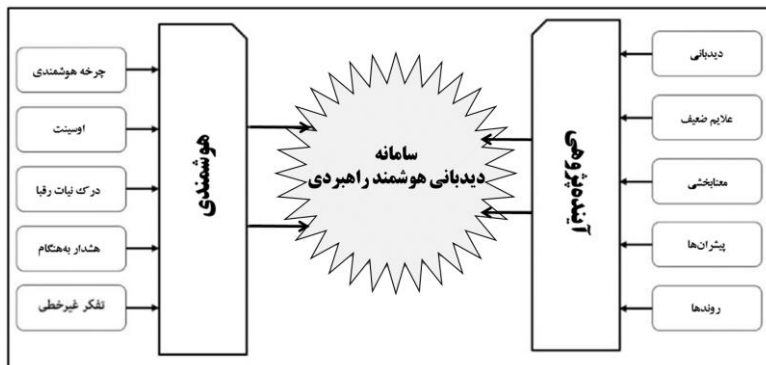 دیدبانی
علایم ضعیف
معنابخشی
پیشران‌ها
روندها
آینده‌پژوهی
سامانه
دیدبانی هوشمند راهبردی
هوشمندی
چرخه هوشمندی
اوسینت
درک نیات رقبا
هشدار به‌هنگام
تفکر غیرخطی